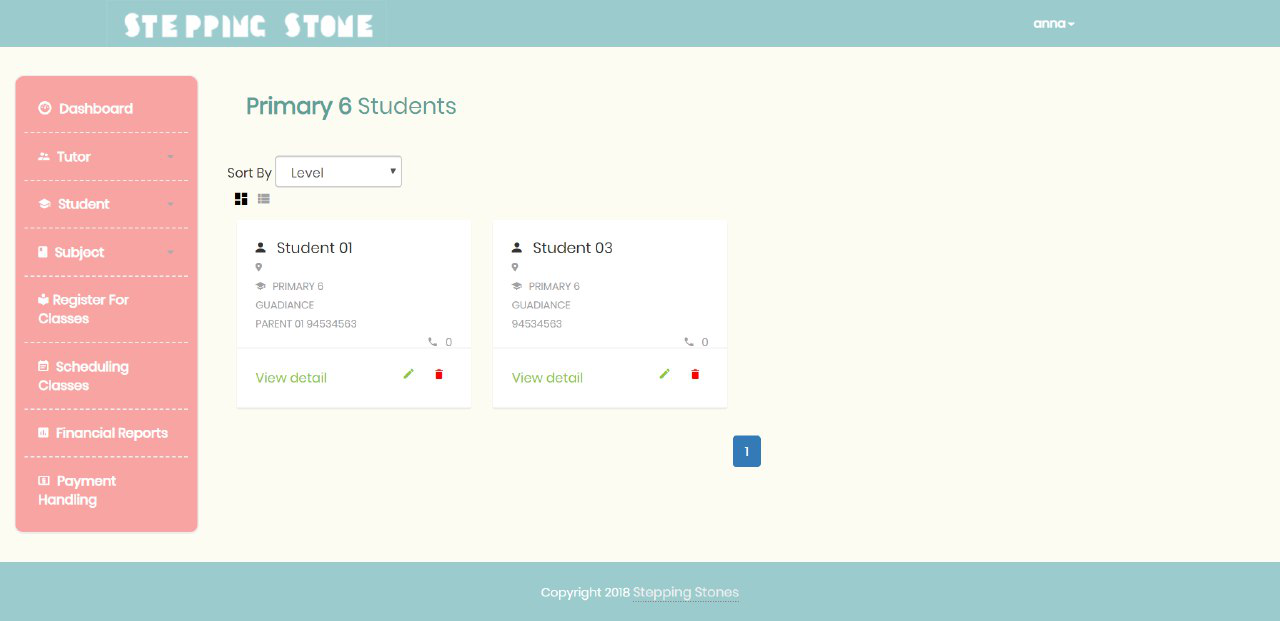 STEPPING STONE
anna
Dashboard
Tutor
Student
Subject
Register For
Classes
Scheduling
Classes
Financial Reports
Payment
Handling
Primary 6 Students
Sort By Level
Student 01
PRIMARY 6
GUADIANCE
PARENT 01 94534563
0
View detail
Student 03
PRIMARY 6
GUADIANCE
94534563
0
View detail
1
Copyright 2018 Stepping Stones